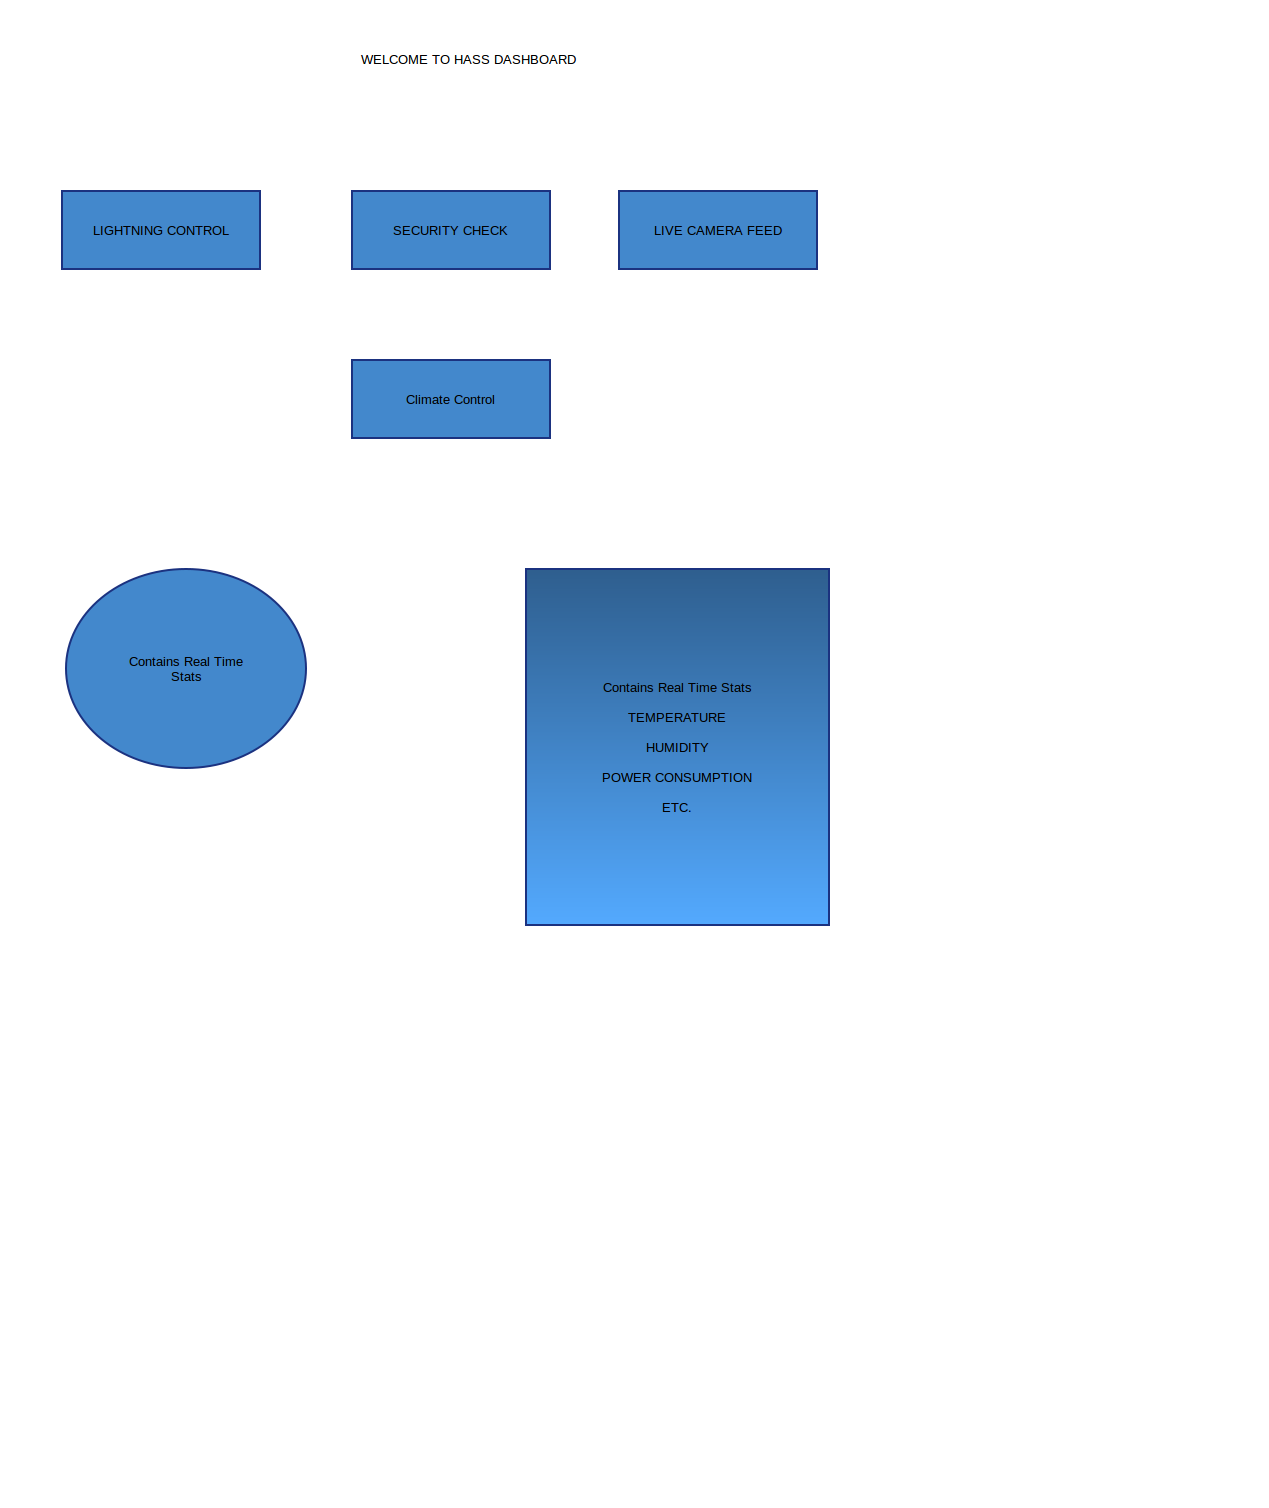 WELCOME TO HASS DASHBOARD
LIGHTNING CONTROL
SECURITY CHECK
LIVE CAMERA FEED
Climate Control
Contains Real Time
Stats
Contains Real Time Stats
TEMPERATURE
HUMIDITY
POWER CONSUMPTION
ETC.